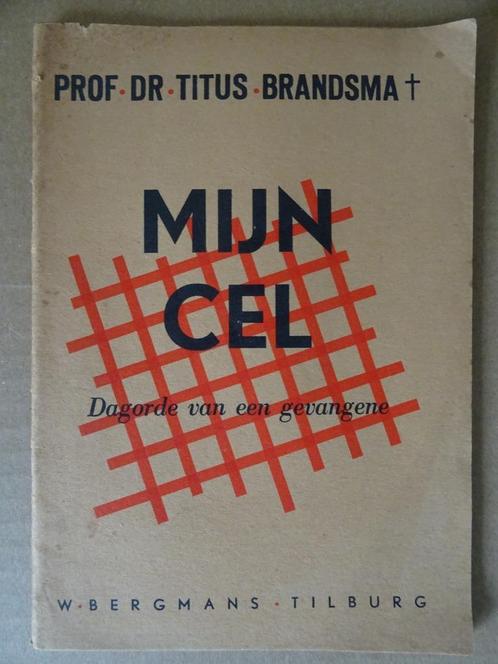 PROF · DR · TITUS · BRANDSMA †
MIJN
CEL
Dagorde van een gevangene
W · BERGMANS · TILBURG